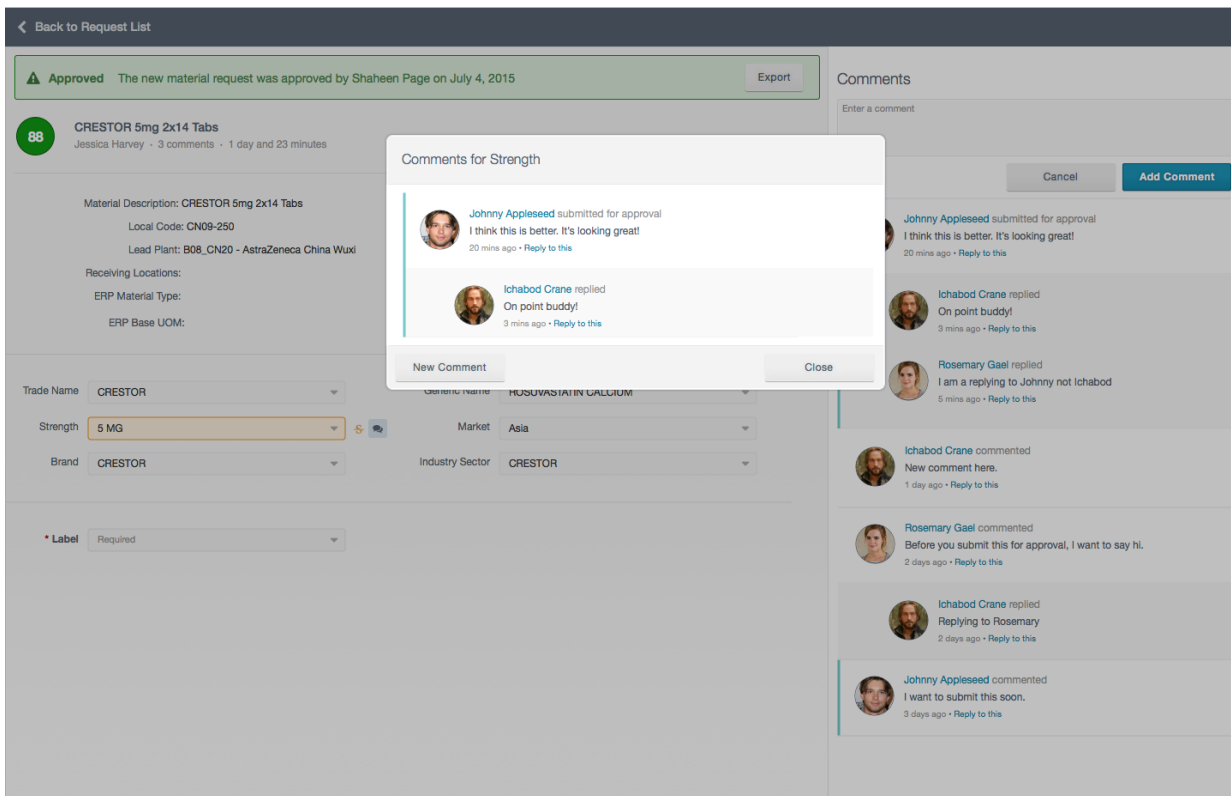 Back to Request List
Approved The new material request was approved by Shaheen Page on July 4, 2015
Export
88
CRESTOR 5mg 2x14 Tabs
Jessica Harvey - 3 comments - 1 day and 23 minutes
Material Description: CRESTOR 5mg 2x14 Tabs
Local Code: CN09-250
Lead Plant: B08_CN20 - AstraZeneca China Wuxi
Receiving Locations:
ERP Material Type:
ERP Base UOM:
Trade Name CRESTOR
Generic Name ROSUVASTATIN CALCIUM
Strength 5 MG S
Market Asia
Brand CRESTOR
Industry Sector CRESTOR
* Label Required
Comments for Strength
Johnny Appleseed submitted for approval
I think this is better. It's looking great!
20 mins ago • Reply to this
Ichabod Crane replied
On point buddy!
3 mins ago • Reply to this
New Comment
Close
Comments
Enter a comment
Cancel
Add Comment
Johnny Appleseed submitted for approval
I think this is better. It's looking great!
20 mins ago • Reply to this
Ichabod Crane replied
On point buddy!
3 mins ago • Reply to this
Rosemary Gael replied
I am a replying to Johnny not Ichabod
5 mins ago • Reply to this
Ichabod Crane commented
New comment here.
1 day ago • Reply to this
Rosemary Gael commented
Before you submit this for approval, I want to say hi.
2 days ago • Reply to this
Ichabod Crane replied
Replying to Rosemary
2 days ago • Reply to this
Johnny Appleseed commented
I want to submit this soon.
3 days ago • Reply to this